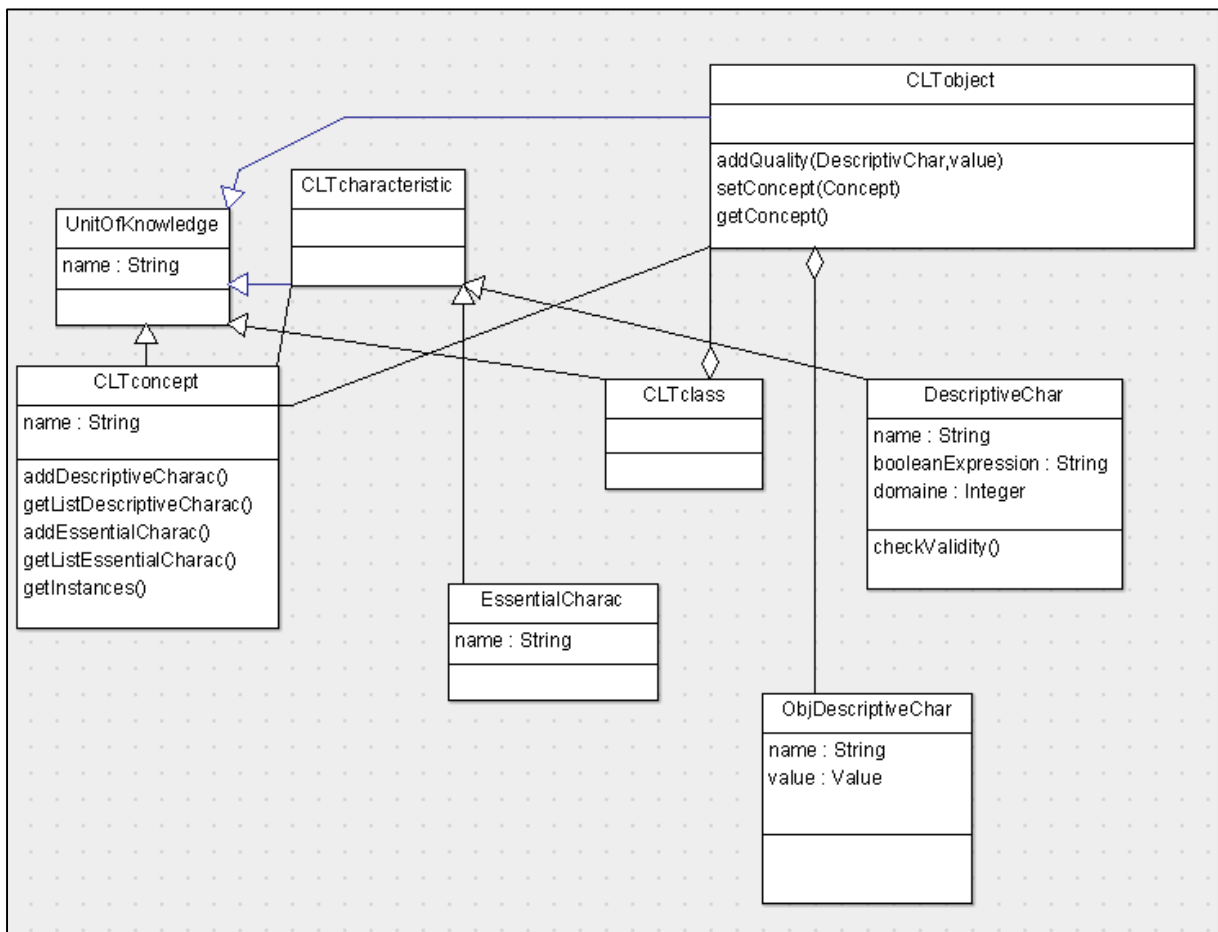 CLTobject
addQuality(DescriptivChar,value)
setConcept(Concept)
getConcept()
CLTcharacteristic
UnitOfKnowledge
name : String
CLTconcept
name : String
addDescriptiveCharac()
getListDescriptiveCharac()
addEssentialCharac()
getListEssentialCharac()
getInstances()
CLTclass
DescriptiveChar
name : String
booleanExpression : String
domaine : Integer
checkValidity()
EssentialCharac
name : String
ObjDescriptiveChar
name : String
value : Value